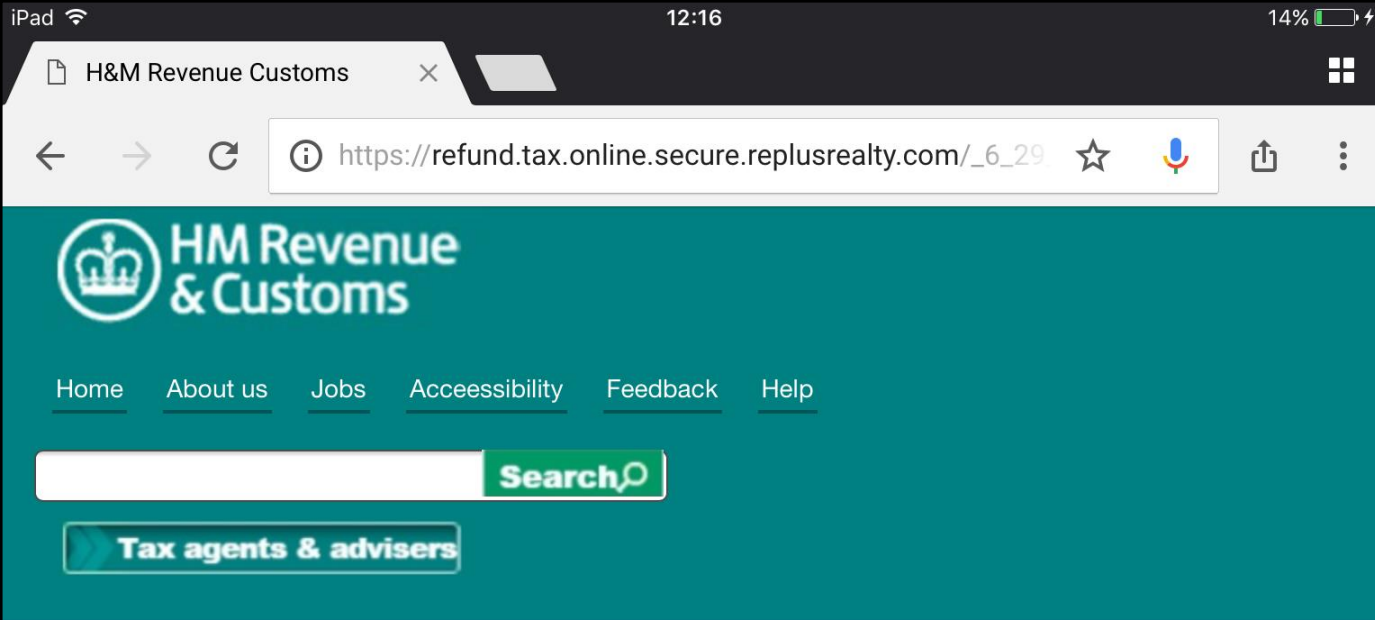 iPad 12:16 14%
H&M Revenue Customs
https://refund.tax.online.secure.replusrealty.com/_6_29
HM Revenue
& Customs
Home About us Jobs Acceessibility Feedback Help
Search
Tax agents & advisers